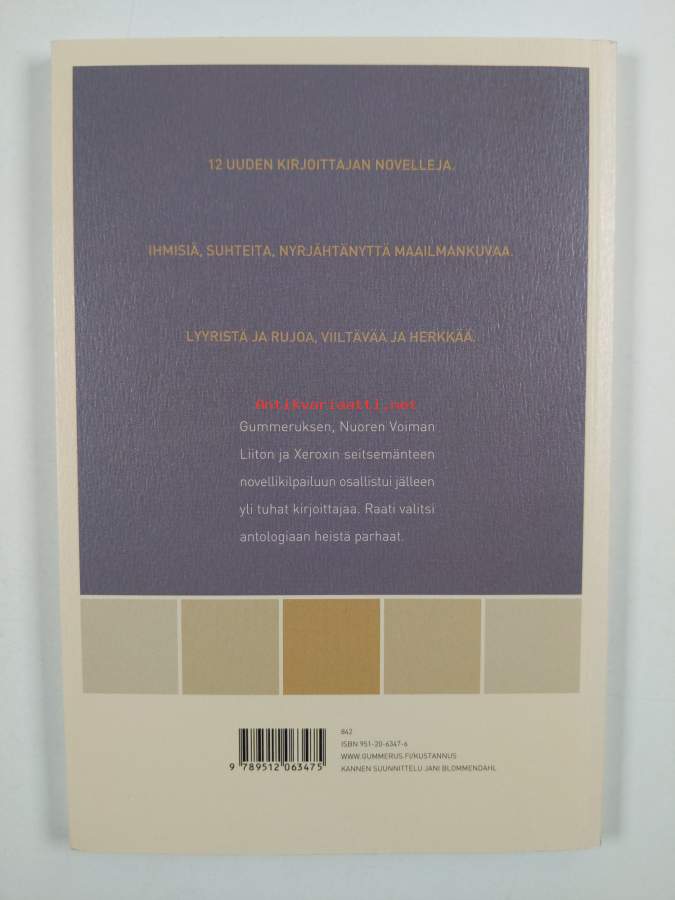 12 UUDEN KIRJOITTAJAN NOVELLEJA.
IHMISIÄ, SUHTEITA, NYRJÄHTÄNYTTÄ MAAILMANKUVAA.
LYYRISTÄ JA RUJOA, VIILTÄVÄÄ JA HERKKÄÄ.
Antikvariaatti.net
Gummeruksen, Nuoren Voiman
Liiton ja Xeroxin seitsemänteen
novellikilpailuun osallistui jälleen
yli tuhat kirjoittajaa. Raati valitsi
antologiaan heistä parhaat.
842
ISBN 951-20-6347-6
WWW.GUMMERUS.FI/KUSTANNUS
KANNEN SUUNNITTELU JANI BLOMMENDAHL
9 789512 063475